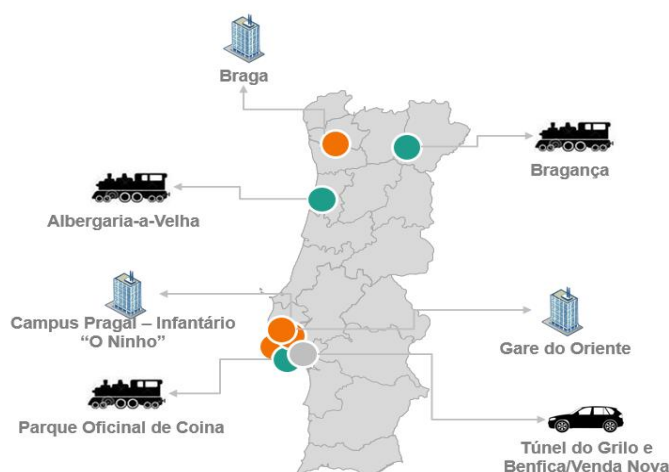 Braga
Bragança
Albergaria-a-Velha
Campus Pragal – Infantário
“O Ninho”
Gare do Oriente
Parque Oficinal de Coina
Túnel do Grilo e
Benfica/Venda Nova